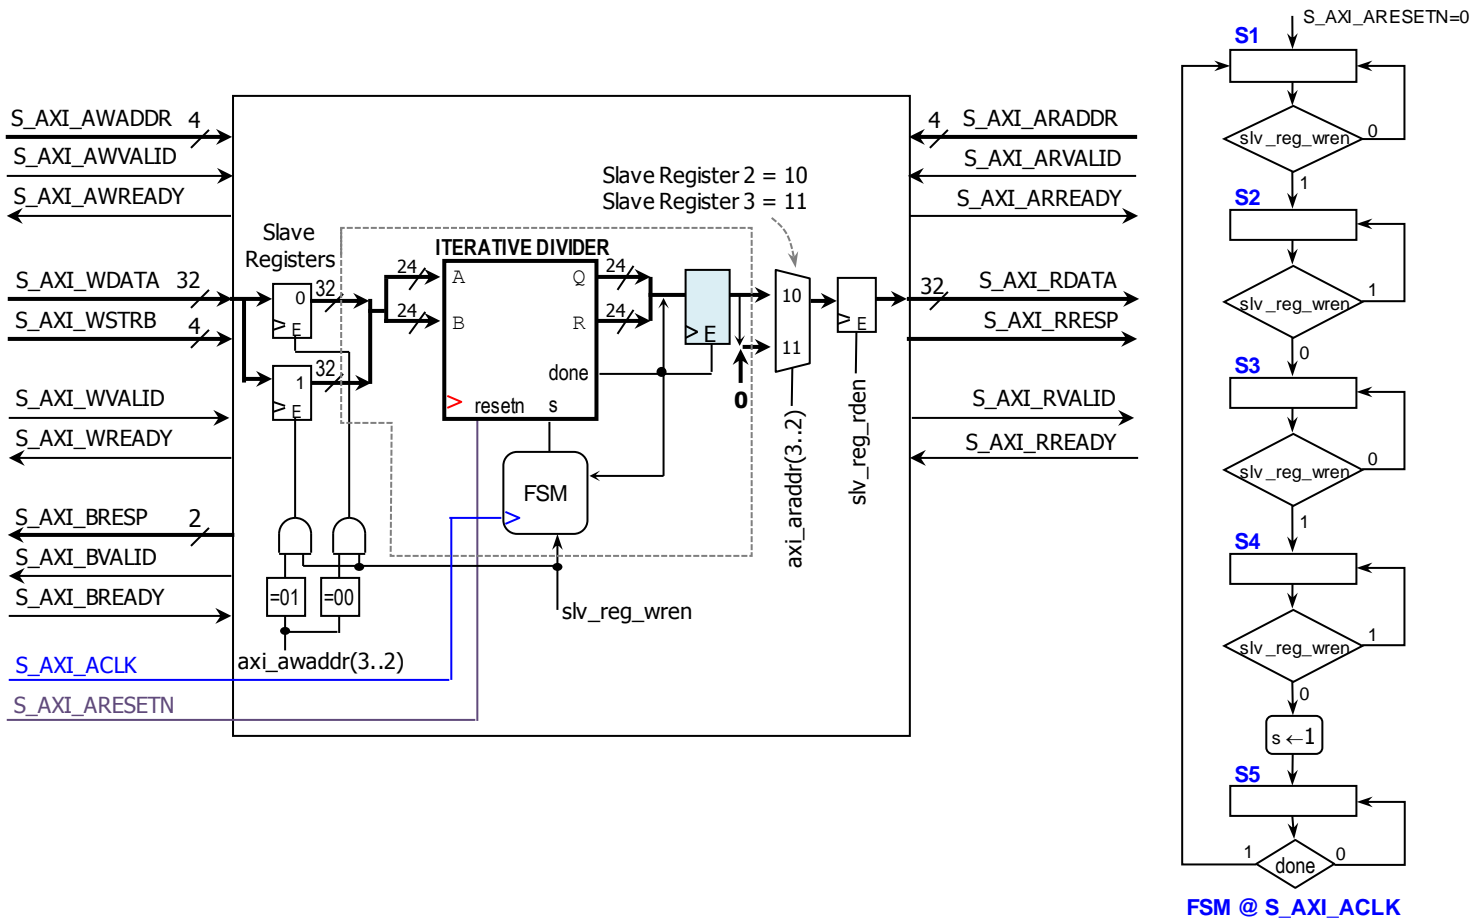 S_AXI_ARESETN=0
S1
slv_reg_wren
0
1
S2
slv_reg_wren
1
0
S3
slv_reg_wren
0
1
S4
slv_reg_wren
1
0
s ←1
S5
done
1
0
FSM @ S_AXI_ACLK
S_AXI_AWADDR 4
S_AXI_AWVALID
S_AXI_AWREADY
S_AXI_WDATA 32
S_AXI_WSTRB 4
S_AXI_WVALID
S_AXI_WREADY
S_AXI_BRESP 2
S_AXI_BVALID
S_AXI_BREADY
S_AXI_ACLK
S_AXI_ARESETN
Slave
Registers
0
E
32
1
E
32
=01
=00
axi_awaddr(3..2)
ITERATIVE DIVIDER
24
A
24
B
Q
24
R
24
done
resetn s
FSM
slv_reg_wren
E
0
Slave Register 2 = 10
Slave Register 3 = 11
10
11
axi_araddr(3..2)
E
slv_reg_rden
4 S_AXI_ARADDR
S_AXI_ARVALID
S_AXI_ARREADY
32 S_AXI_RDATA
S_AXI_RRESP
S_AXI_RVALID
S_AXI_RREADY